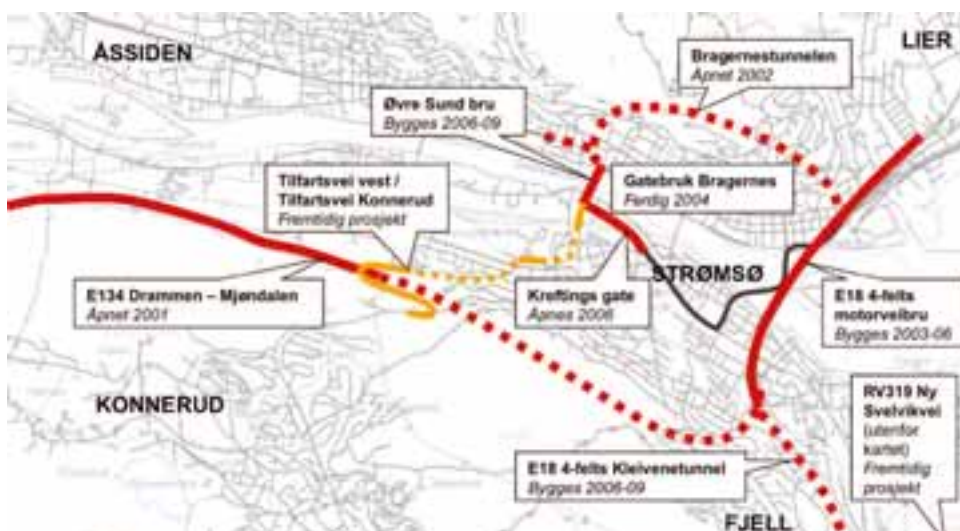 ÅSSIDEN
LIER
Bragernestunnelen
Åpnet 2002
Øvre Sund bru
Bygges 2006-09
Tilfartsvei vest /
Tilfartsvei Konnerud
Fremtidig prosjekt
Gatebruk Bragernes
Ferdig 2004
STRØMSØ
E134 Drammen – Mjøndalen
Åpnet 2001
Kreftings gate
Åpnes 2006
E18 4-felts
motorveibru
Bygges 2003-06
KONNERUD
RV319 Ny
Svelvikvei
(utenfor
kartet)
Fremtidig
prosjekt
E18 4-felts Kleivenetunnel
Bygges 2006-09
FJELL